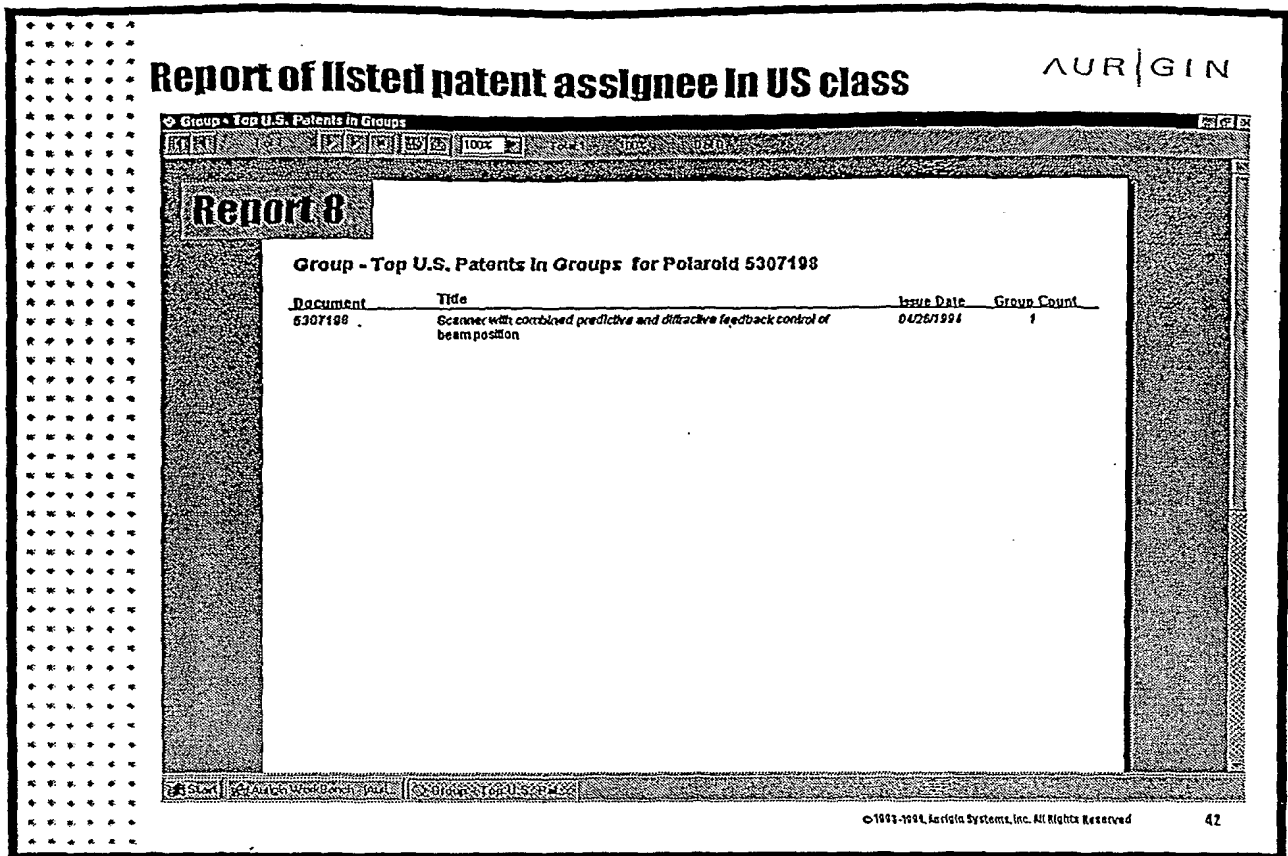 Report of listed patent assignee in US class
AUR|GIN
Group - Top U.S. Patents in Groups
100%
Report 8
Group - Top U.S. Patents in Groups for Polaroid 5307198
Document Title Issue Date Group Count
5307198 Scanner with combined predictive and diffractive feedback control of 04/26/1994 1
beam position
Start
©1993-1998, Aurigin Systems, Inc. All Rights Reserved 42